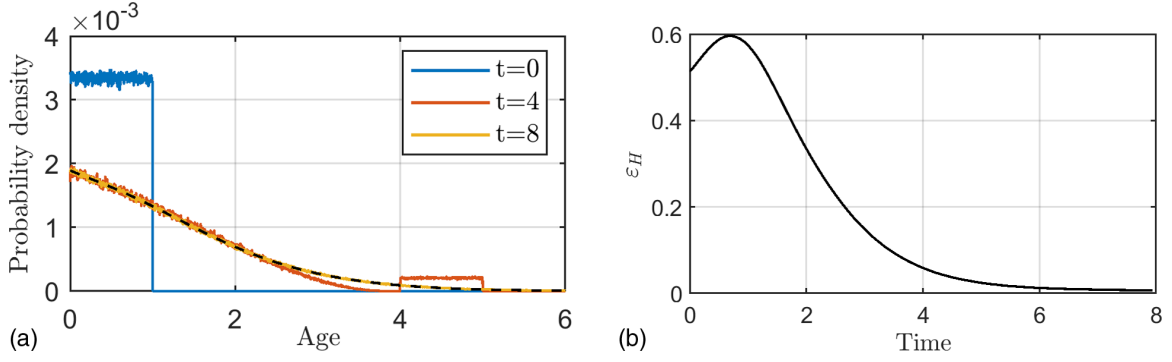 ×10⁻³
4
3
2
1
0
Probability density
t=0
t=4
t=8
0 2 4 6
Age
(a)
0.6
0.4
0.2
0
ε_H
0 2 4 6 8
Time
(b)